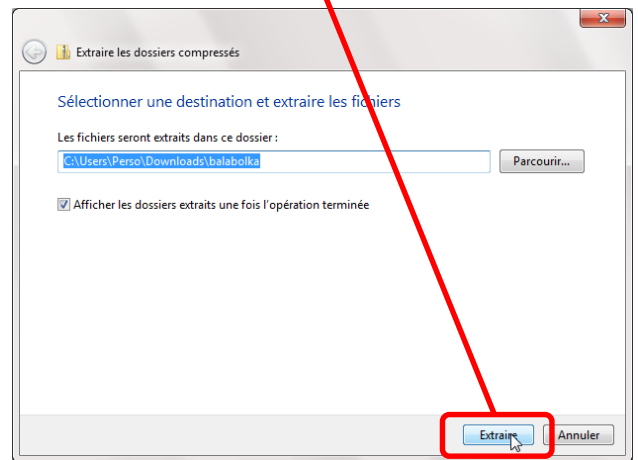 Extraire les dossiers compressés
Sélectionner une destination et extraire les fichiers
Les fichiers seront extraits dans ce dossier :
C:\Users\Perso\Downloads\balabolka
Parcourir...
Afficher les dossiers extraits une fois l'opération terminée
Extraire
Annuler